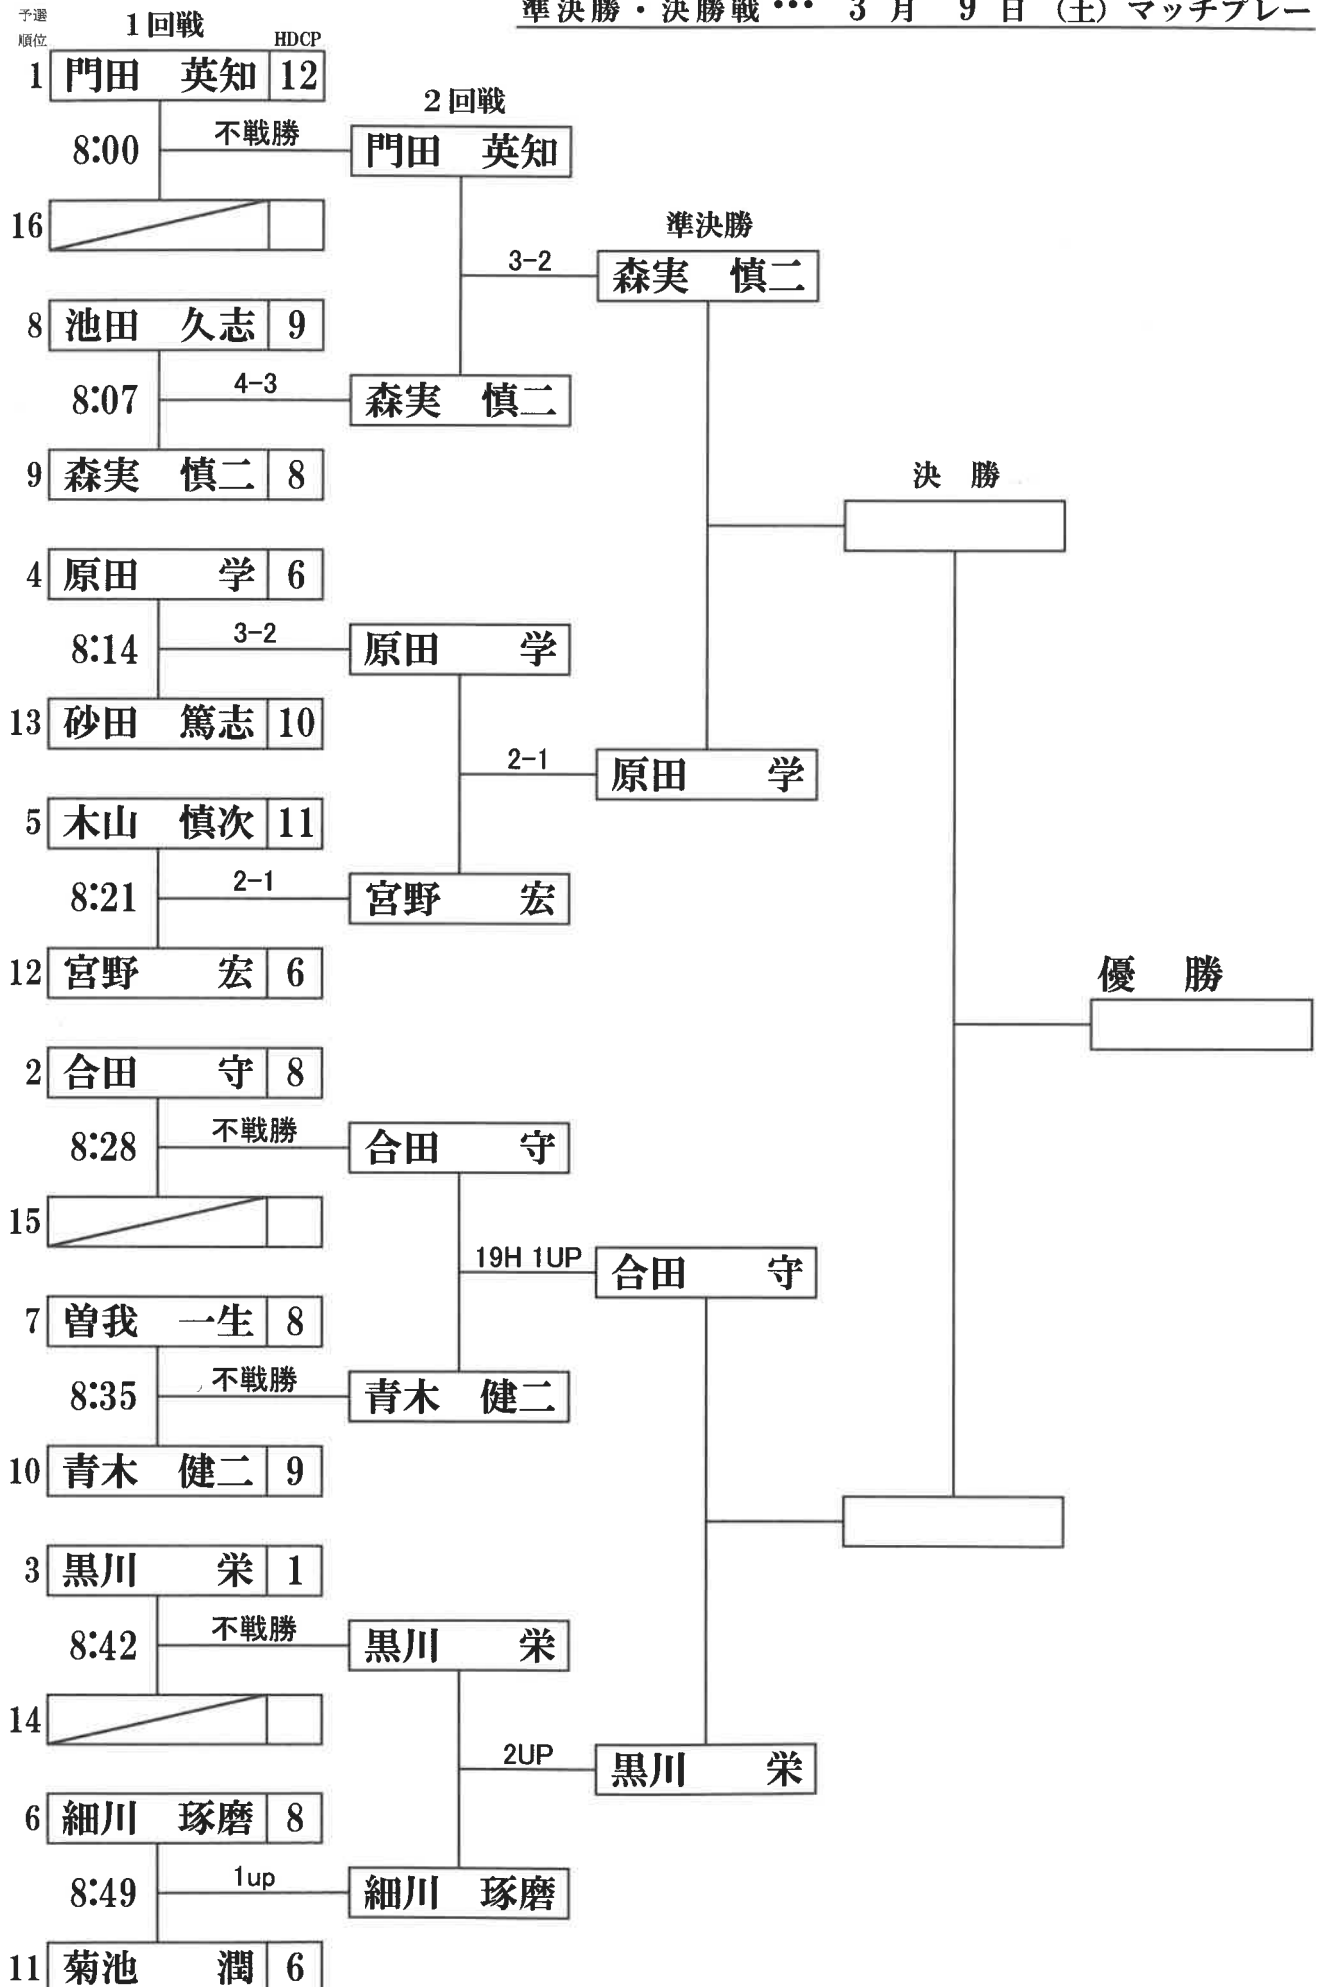 準決勝・決勝戦・・・ 3 月 9 日 (土) マッチプレー
予選
順位
1回戦
HDCP
1 門田 英知 12
2回戦
8:00 不戦勝 門田 英知
16
準決勝
3-2 森実 慎二
8 池田 久志 9
8:07 4-3 森実 慎二
9 森実 慎二 8
決 勝
4 原田 学 6
8:14 3-2 原田 学
13 砂田 篤志 10
2-1 原田 学
5 木山 慎次 11
8:21 2-1 宮野 宏
12 宮野 宏 6
優 勝
2 合田 守 8
8:28 不戦勝 合田 守
15
19H 1UP 合田 守
7 曽我 一生 8
8:35 不戦勝 青木 健二
10 青木 健二 9
3 黒川 栄 1
8:42 不戦勝 黒川 栄
14
2UP 黒川 栄
6 細川 琢磨 8
8:49 1up 細川 琢磨
11 菊池 潤 6